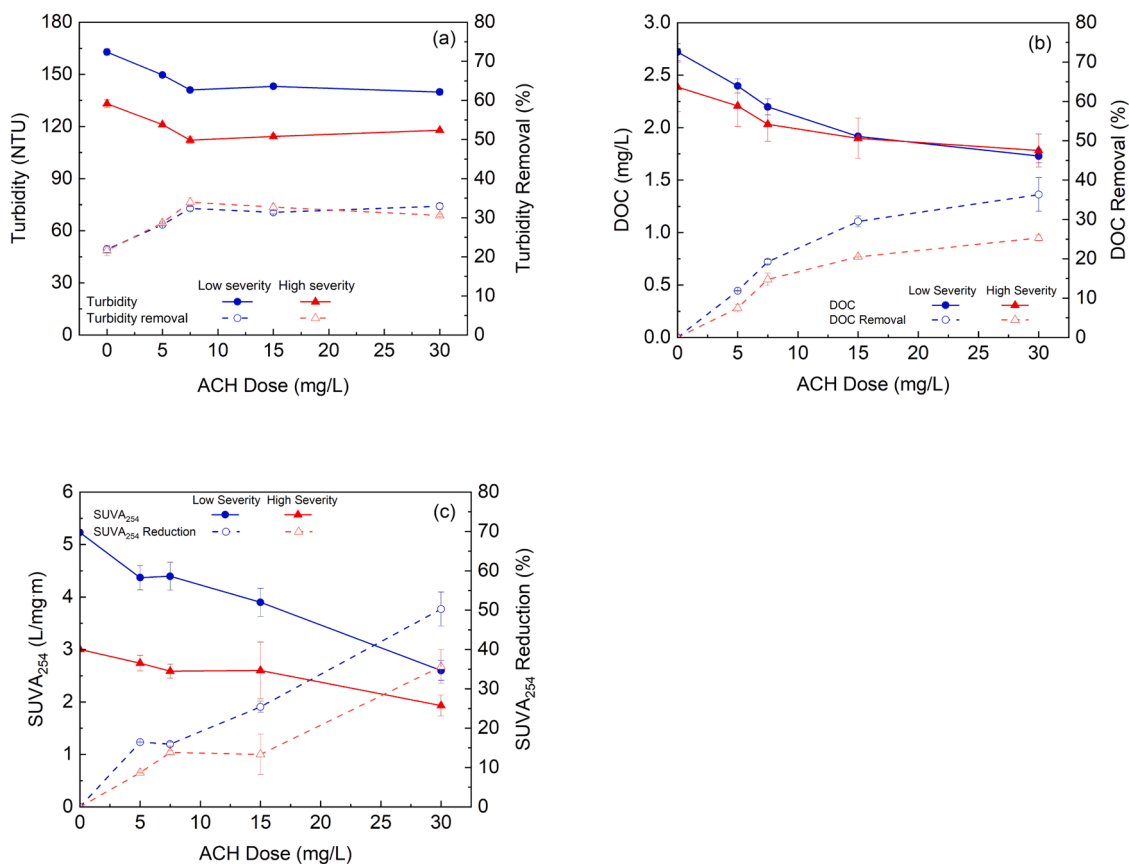 (a)
Turbidity (NTU)
180
150
120
90
60
30
0
80
70
60
50
40
30
20
10
0
Turbidity Removal (%)
Low severity High severity
Turbidity
Turbidity removal
0 5 10 15 20 25 30
ACH Dose (mg/L)
(b)
DOC (mg/L)
3.0
2.5
2.0
1.5
1.0
0.5
0.0
80
70
60
50
40
30
20
10
0
DOC Removal (%)
Low Severity High Severity
DOC
DOC Removal
0 5 10 15 20 25 30
ACH Dose (mg/L)
(c)
SUVA₂₅₄ (L/mg·m)
6
5
4
3
2
1
0
80
70
60
50
40
30
20
10
0
SUVA₂₅₄ Reduction (%)
Low Severity High Severity
SUVA₂₅₄
SUVA₂₅₄ Reduction
0 5 10 15 20 25 30
ACH Dose (mg/L)